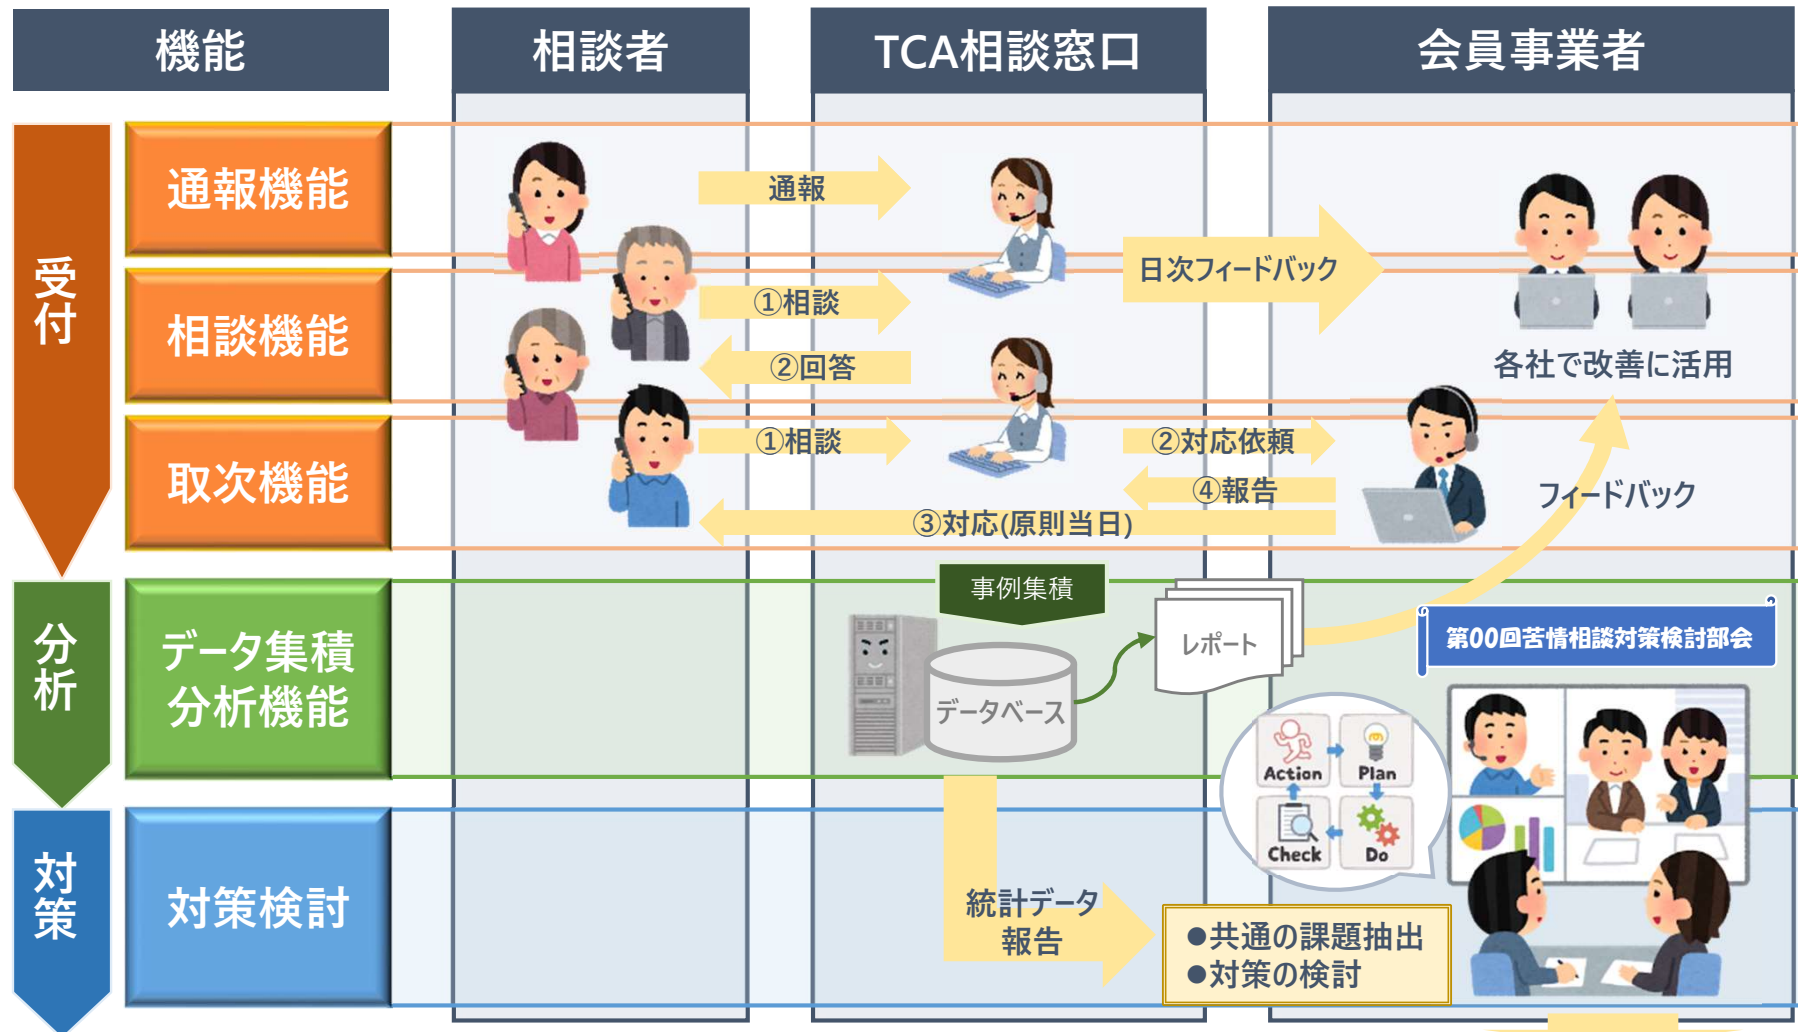 機能
相談者
TCA相談窓口
会員事業者
受付
通報機能
通報
日次フィードバック
相談機能
①相談
②回答
各社で改善に活用
取次機能
①相談
②対応依頼
④報告
③対応(原則当日)
フィードバック
分析
データ集積
分析機能
事例集積
データベース
レポート
第00回苦情相談対策検討部会
Action
Plan
Check
Do
対策
対策検討
統計データ
報告
●共通の課題抽出
●対策の検討